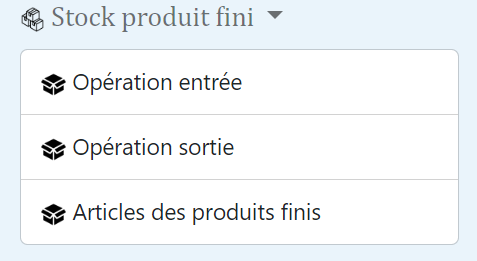 Stock produit fini
Opération entrée
Opération sortie
Articles des produits finis